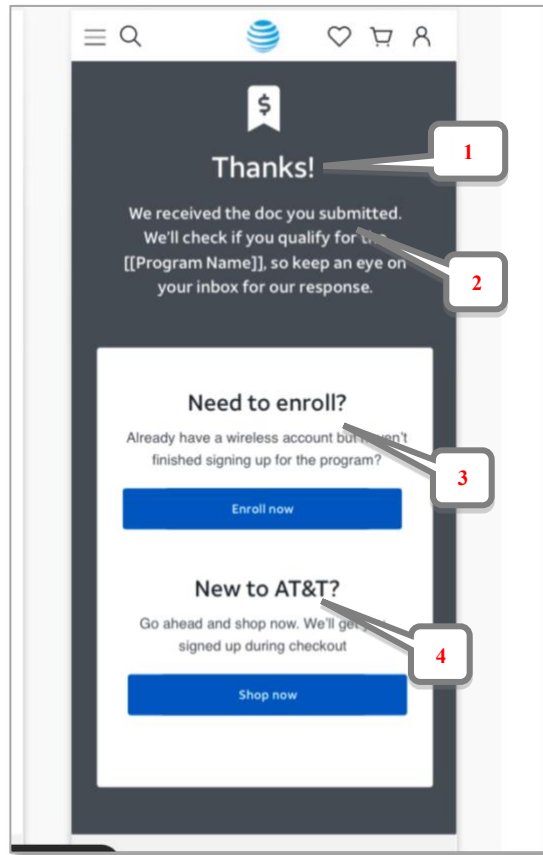 Thanks!
1
We received the doc you submitted.
We'll check if you qualify for the
[[Program Name]], so keep an eye on
your inbox for our response.
2
Need to enroll?
Already have a wireless account but haven't
finished signing up for the program?
3
Enroll now
New to AT&T?
Go ahead and shop now. We'll get you
signed up during checkout
4
Shop now